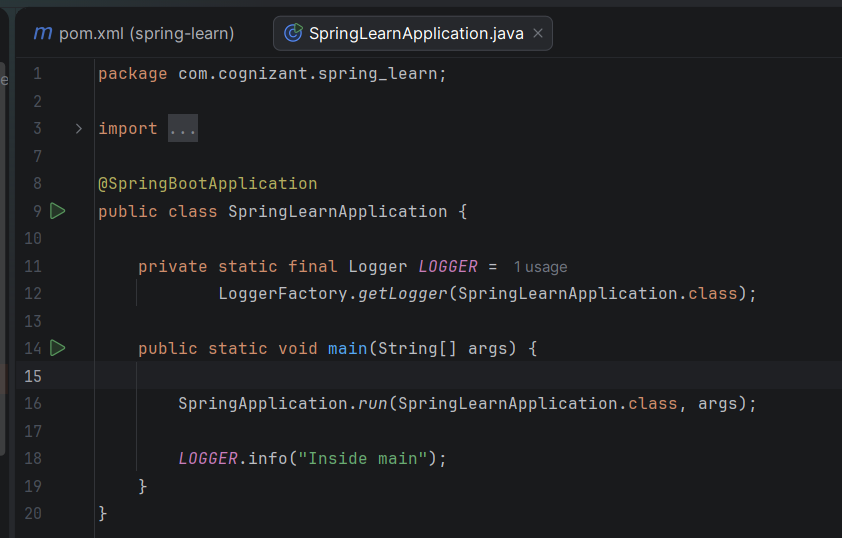 m pom.xml (spring-learn) SpringLearnApplication.java
1 package com.cognizant.spring_learn;
2
3 import ...
7
8 @SpringBootApplication
9 public class SpringLearnApplication {
10
11 private static final Logger LOGGER = 1 usage
12 LoggerFactory.getLogger(SpringLearnApplication.class);
13
14 public static void main(String[] args) {
15
16 SpringApplication.run(SpringLearnApplication.class, args);
17
18 LOGGER.info("Inside main");
19 }
20 }